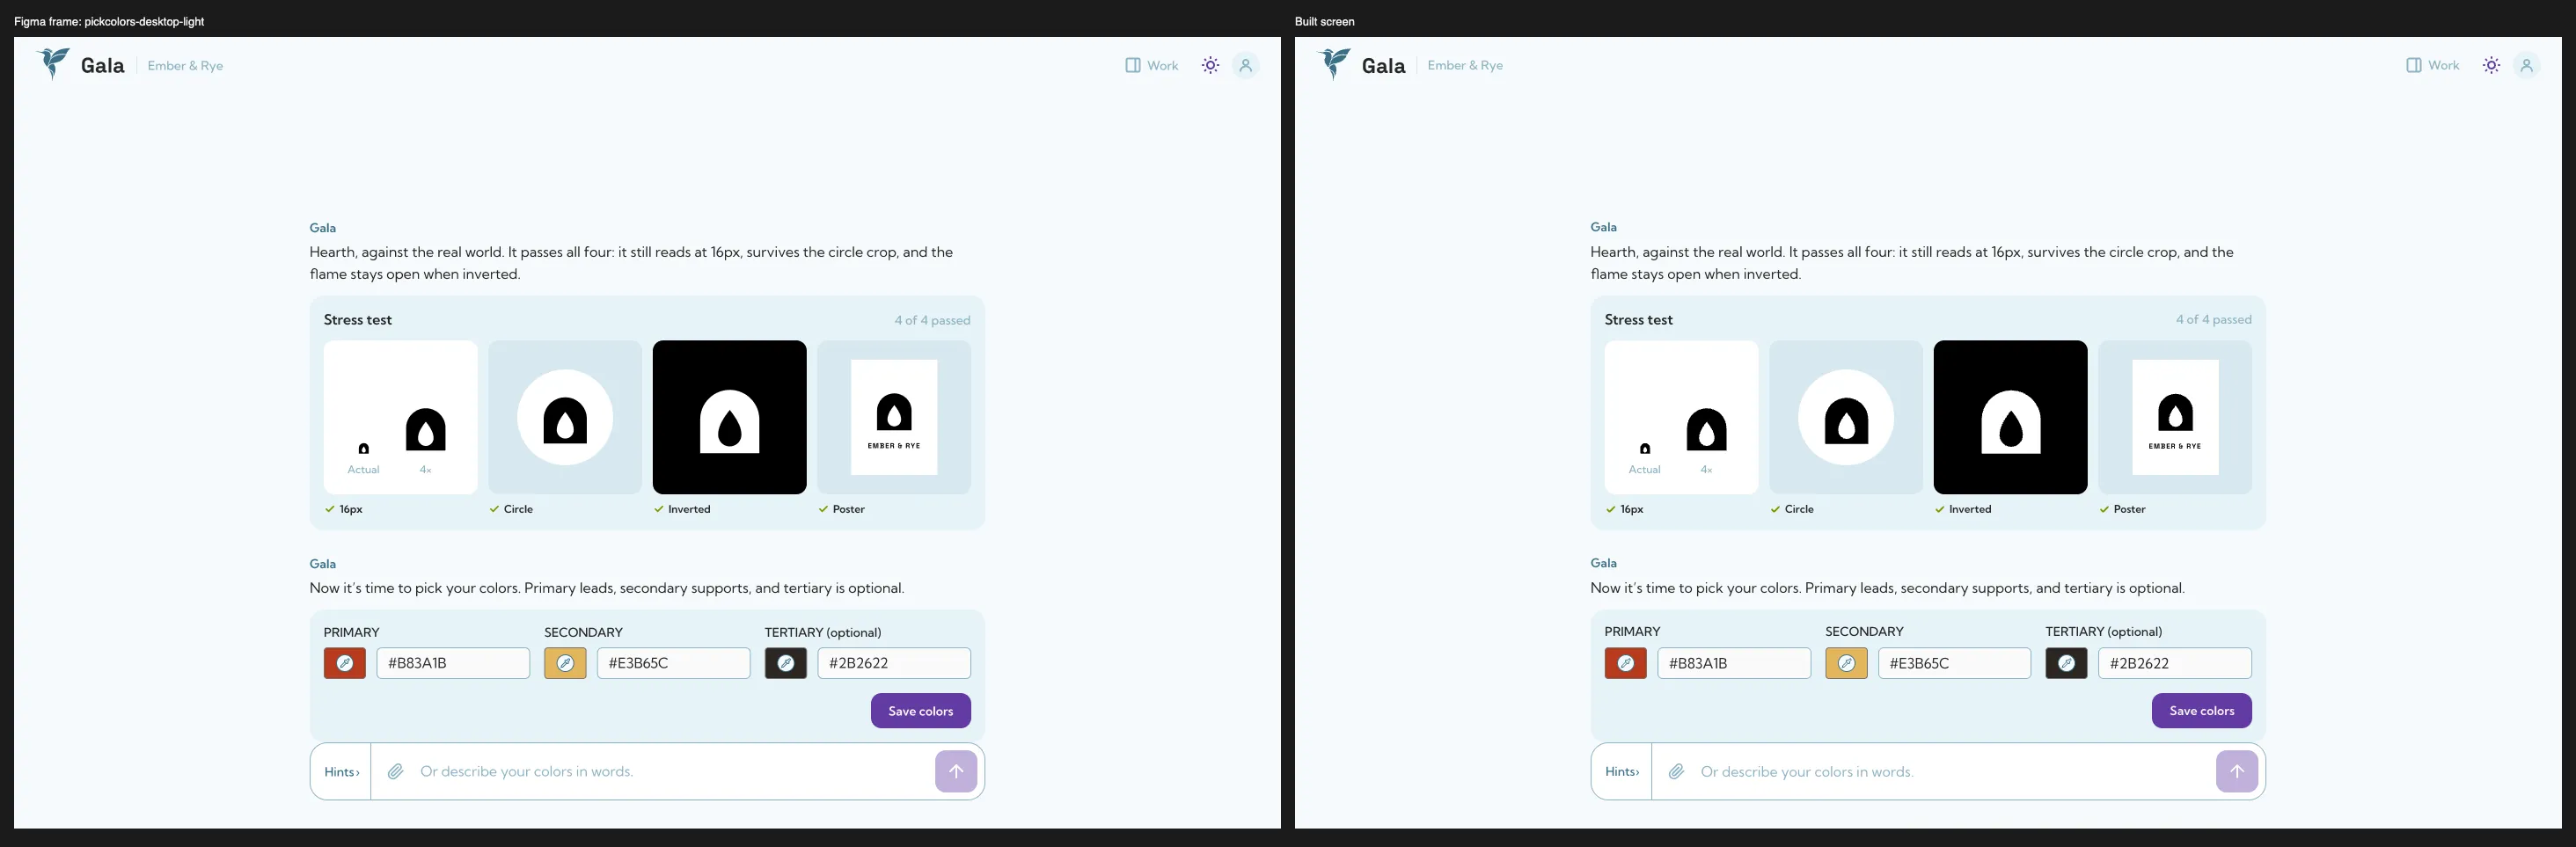 Figma frame: pickcolors-desktop-light
Gala
Ember & Rye
Work
Gala
Hearth, against the real world. It passes all four: it still reads at 16px, survives the circle crop, and the
flame stays open when inverted.
Stress test
4 of 4 passed
EMBER & RYE
Actual
4×
16px
Circle
Inverted
Poster
Gala
Now it’s time to pick your colors. Primary leads, secondary supports, and tertiary is optional.
PRIMARY
SECONDARY
TERTIARY (optional)
#B83A1B
#E3B65C
#2B2622
Save colors
Hints›
Or describe your colors in words.
Built screen
Gala
Ember & Rye
Work
Gala
Hearth, against the real world. It passes all four: it still reads at 16px, survives the circle crop, and the
flame stays open when inverted.
Stress test
4 of 4 passed
EMBER & RYE
Actual
4×
16px
Circle
Inverted
Poster
Gala
Now it’s time to pick your colors. Primary leads, secondary supports, and tertiary is optional.
PRIMARY
SECONDARY
TERTIARY (optional)
#B83A1B
#E3B65C
#2B2622
Save colors
Hints›
Or describe your colors in words.